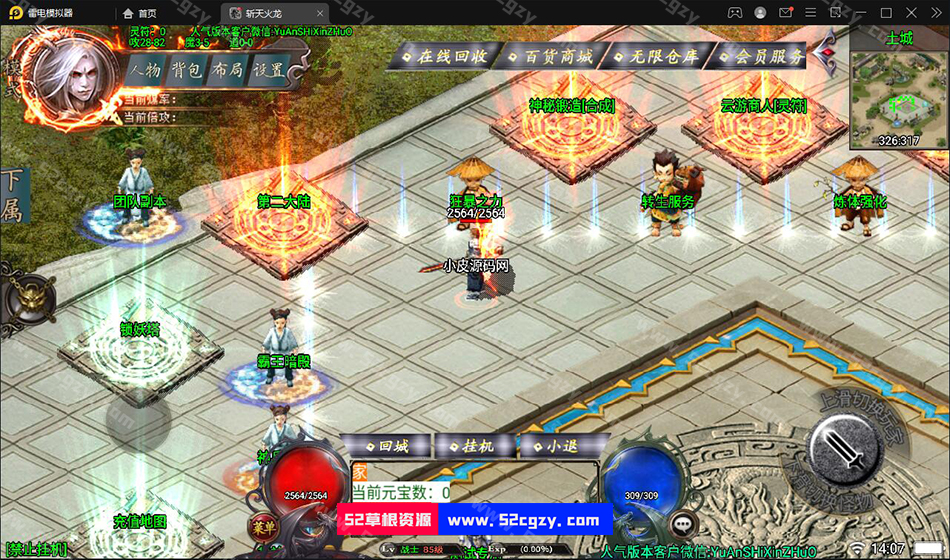 雷电模拟器
首页
斩天火龙
灵符：0
人气版本客户微信:YuAnSHiXinZHuO
攻28-82
魔3-5
道0-0
模式
人物 背包 布局 设置
当前爆率：
当前倍攻：
在线回收
百货商城
无限仓库
会员服务
土城
326:317
神秘锻造[合成]
云游商人[灵符]
下属
团队副本
第二大陆
狂暴之力
2564/2564
转生服务
炼体强化
小皮源码网
锁妖塔
霸王暗殿
上滑切换
回城
挂机
小退
家
当前元宝数：0
2564/2564
309/309
52草根资源 www.52cgzy.com
充值地图
菜单
[禁止挂机]
Lv 战士 85级
Exp (0.00%)
人气版本客户微信:YuAnSHiXinZHuO
14:07